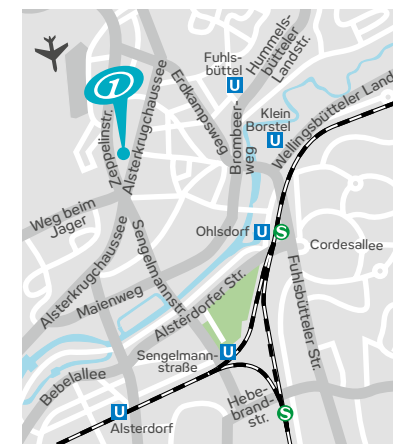 Fuhls-
büttel
U
Hummels-
bütteler
Landstr.
1
Zeppelinstr.
Alsterkrugchaussee
Erdkampsweg
Brombeer-
weg
Klein
Borstel
U
Wellingsbütteler Land
Weg beim
Jäger
Ohlsdorf
U
S
Cordesallee
Alsterkrugchaussee
Sengelmannstr.
Maienweg
Alsterdorfer Str.
Fuhlsbütteler Str.
Sengelmann-
straße
U
Bebelallee
Hebe-
brand-
str.
S
U
Alsterdorf